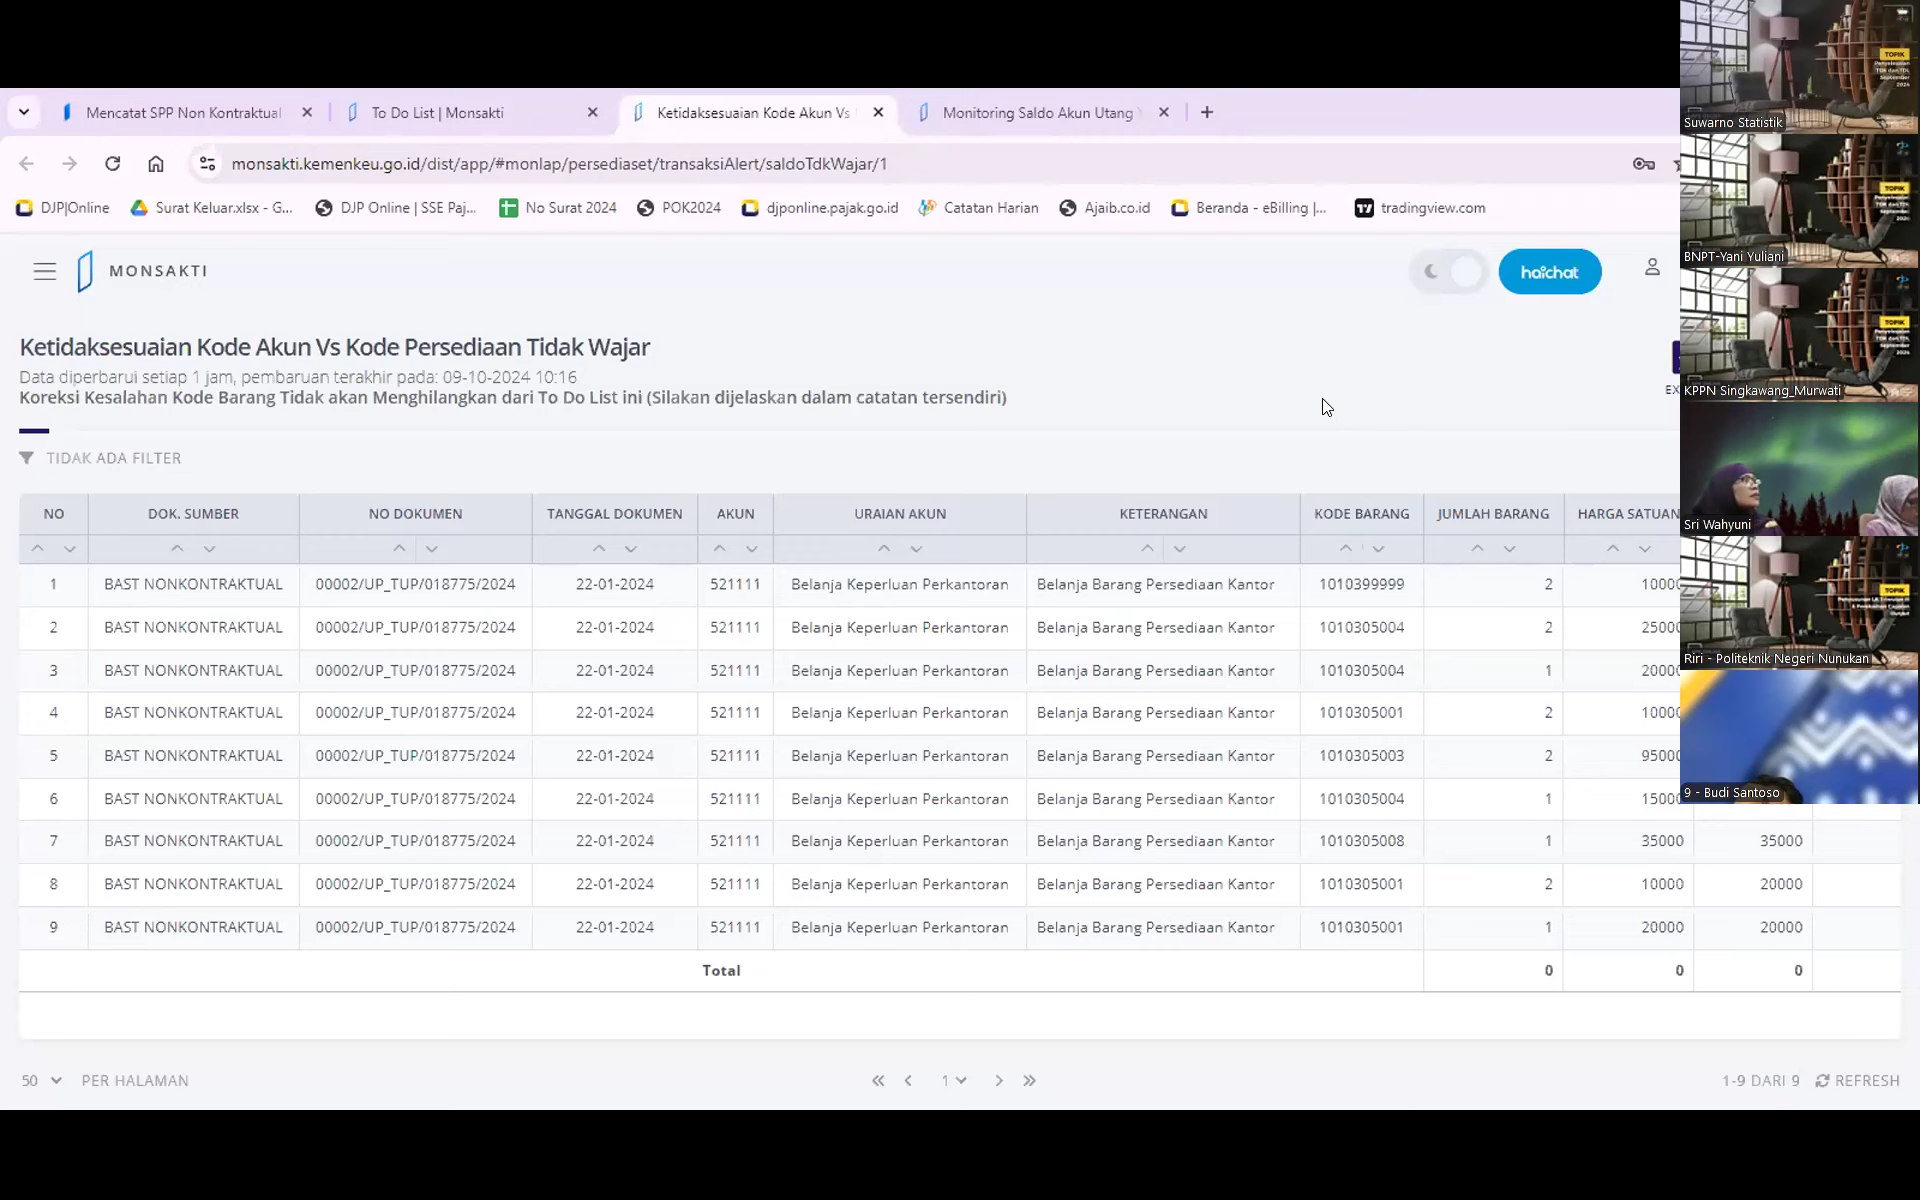 Mencatat SPP Non Kontraktual
To Do List | Monsakti
Ketidaksesuaian Kode Akun Vs
Monitoring Saldo Akun Utang
monsakti.kemenkeu.go.id/dist/app/#monlap/persediaset/transaksiAlert/saldoTdkWajar/1
DJP|Online
Surat Keluar.xlsx - G...
DJP Online | SSE Paj...
No Surat 2024
POK2024
djponline.pajak.go.id
Catatan Harian
Ajaib.co.id
Beranda - eBilling |...
tradingview.com
MONSAKTI
haichat
Ketidaksesuaian Kode Akun Vs Kode Persediaan Tidak Wajar
Data diperbarui setiap 1 jam, pembaruan terakhir pada: 09-10-2024 10:16
Koreksi Kesalahan Kode Barang Tidak akan Menghilangkan dari To Do List ini (Silakan dijelaskan dalam catatan tersendiri)
TIDAK ADA FILTER
NO DOK. SUMBER NO DOKUMEN TANGGAL DOKUMEN AKUN URAIAN AKUN KETERANGAN KODE BARANG JUMLAH BARANG HARGA SATUAN
1 BAST NONKONTRAKTUAL 00002/UP_TUP/018775/2024 22-01-2024 521111 Belanja Keperluan Perkantoran Belanja Barang Persediaan Kantor 1010399999 2 10000
2 BAST NONKONTRAKTUAL 00002/UP_TUP/018775/2024 22-01-2024 521111 Belanja Keperluan Perkantoran Belanja Barang Persediaan Kantor 1010305004 2 25000
3 BAST NONKONTRAKTUAL 00002/UP_TUP/018775/2024 22-01-2024 521111 Belanja Keperluan Perkantoran Belanja Barang Persediaan Kantor 1010305004 1 20000
4 BAST NONKONTRAKTUAL 00002/UP_TUP/018775/2024 22-01-2024 521111 Belanja Keperluan Perkantoran Belanja Barang Persediaan Kantor 1010305001 2 10000
5 BAST NONKONTRAKTUAL 00002/UP_TUP/018775/2024 22-01-2024 521111 Belanja Keperluan Perkantoran Belanja Barang Persediaan Kantor 1010305003 2 95000
6 BAST NONKONTRAKTUAL 00002/UP_TUP/018775/2024 22-01-2024 521111 Belanja Keperluan Perkantoran Belanja Barang Persediaan Kantor 1010305004 1 15000
7 BAST NONKONTRAKTUAL 00002/UP_TUP/018775/2024 22-01-2024 521111 Belanja Keperluan Perkantoran Belanja Barang Persediaan Kantor 1010305008 1 35000 35000
8 BAST NONKONTRAKTUAL 00002/UP_TUP/018775/2024 22-01-2024 521111 Belanja Keperluan Perkantoran Belanja Barang Persediaan Kantor 1010305001 2 10000 20000
9 BAST NONKONTRAKTUAL 00002/UP_TUP/018775/2024 22-01-2024 521111 Belanja Keperluan Perkantoran Belanja Barang Persediaan Kantor 1010305001 1 20000 20000
Total 0 0 0
50 PER HALAMAN
1
1-9 DARI 9 REFRESH
TOPIK
Suwarno Statistik
TOPIK
BNPT-Yani Yuliani
TOPIK
KPPN Singkawang_Murwati
Sri Wahyuni
TOPIK
Riri - Politeknik Negeri Nunukan
9 - Budi Santoso